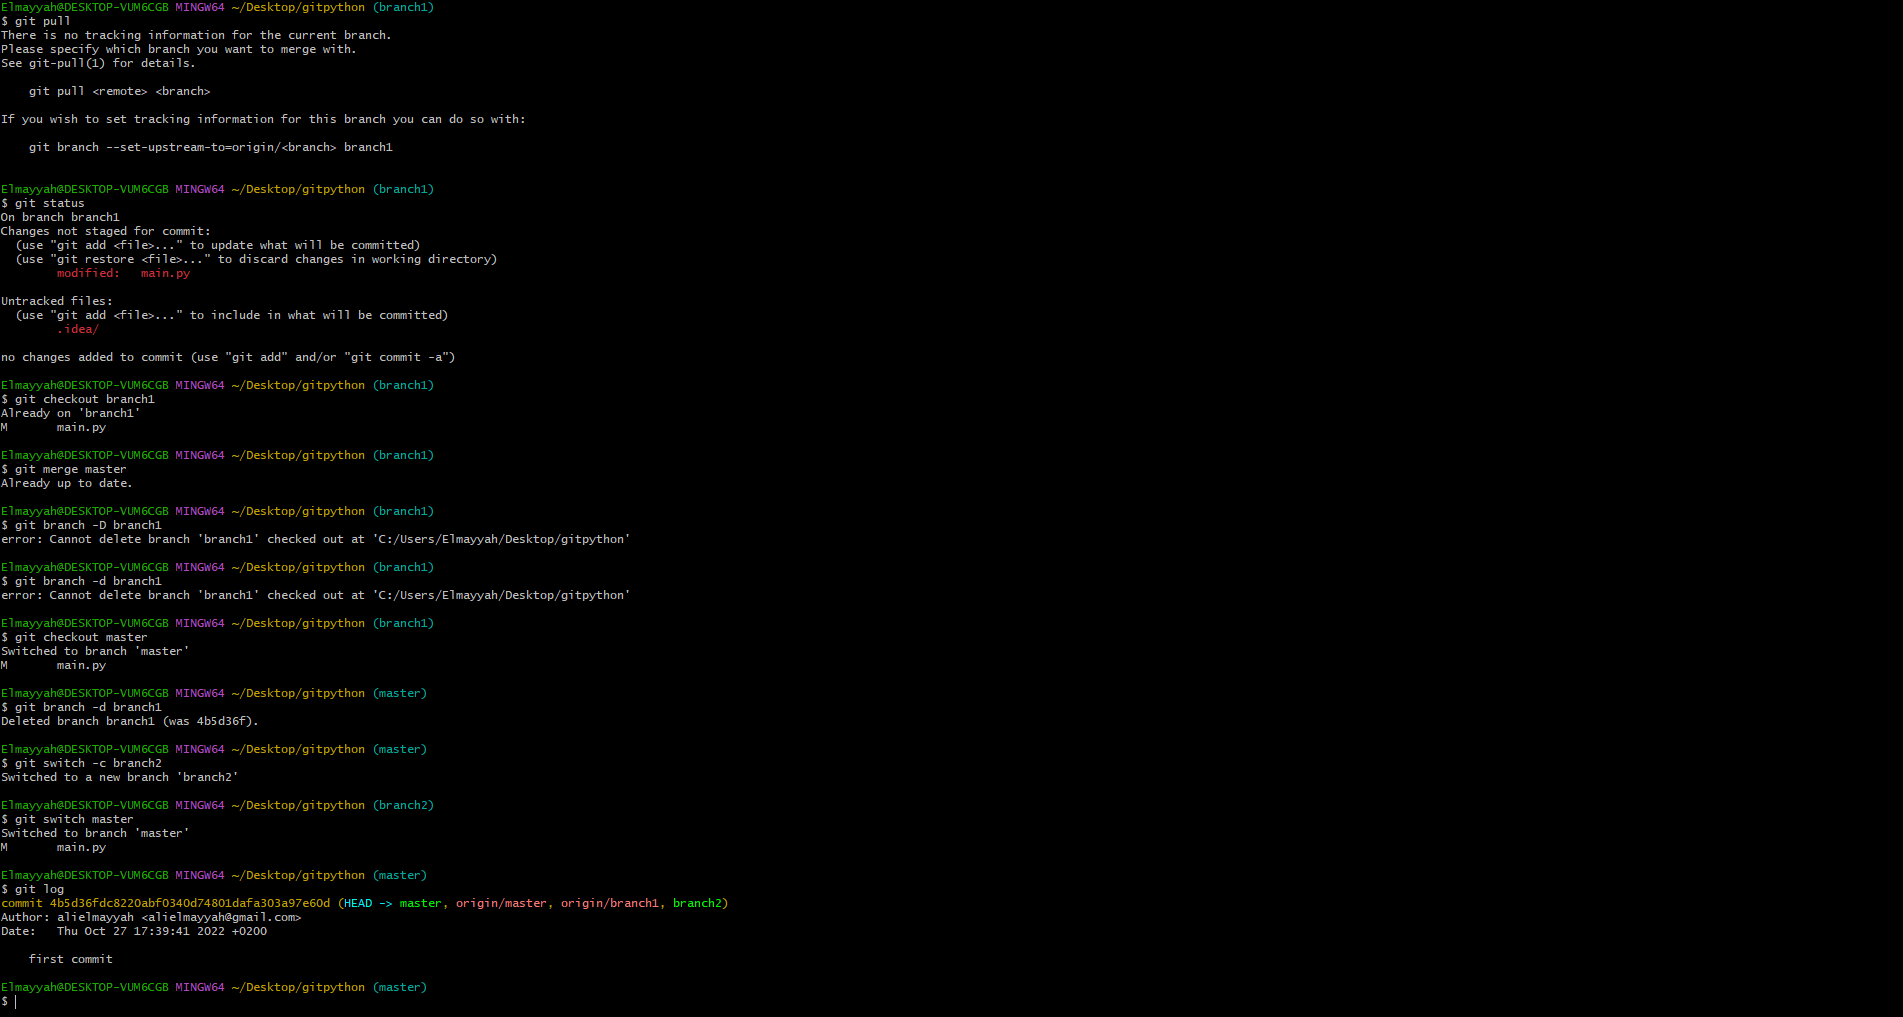 Elmayyah@DESKTOP-VUM6CGB MINGW64 ~/Desktop/gitpython (branch1)
$ git pull
There is no tracking information for the current branch.
Please specify which branch you want to merge with.
See git-pull(1) for details.

    git pull <remote> <branch>

If you wish to set tracking information for this branch you can do so with:

    git branch --set-upstream-to=origin/<branch> branch1


Elmayyah@DESKTOP-VUM6CGB MINGW64 ~/Desktop/gitpython (branch1)
$ git status
On branch branch1
Changes not staged for commit:
  (use "git add <file>..." to update what will be committed)
  (use "git restore <file>..." to discard changes in working directory)
        modified:   main.py

Untracked files:
  (use "git add <file>..." to include in what will be committed)
        .idea/

no changes added to commit (use "git add" and/or "git commit -a")

Elmayyah@DESKTOP-VUM6CGB MINGW64 ~/Desktop/gitpython (branch1)
$ git checkout branch1
Already on 'branch1'
M       main.py

Elmayyah@DESKTOP-VUM6CGB MINGW64 ~/Desktop/gitpython (branch1)
$ git merge master
Already up to date.

Elmayyah@DESKTOP-VUM6CGB MINGW64 ~/Desktop/gitpython (branch1)
$ git branch -D branch1
error: Cannot delete branch 'branch1' checked out at 'C:/Users/Elmayyah/Desktop/gitpython'

Elmayyah@DESKTOP-VUM6CGB MINGW64 ~/Desktop/gitpython (branch1)
$ git branch -d branch1
error: Cannot delete branch 'branch1' checked out at 'C:/Users/Elmayyah/Desktop/gitpython'

Elmayyah@DESKTOP-VUM6CGB MINGW64 ~/Desktop/gitpython (branch1)
$ git checkout master
Switched to branch 'master'
M       main.py

Elmayyah@DESKTOP-VUM6CGB MINGW64 ~/Desktop/gitpython (master)
$ git branch -d branch1
Deleted branch branch1 (was 4b5d36f).

Elmayyah@DESKTOP-VUM6CGB MINGW64 ~/Desktop/gitpython (master)
$ git switch -c branch2
Switched to a new branch 'branch2'

Elmayyah@DESKTOP-VUM6CGB MINGW64 ~/Desktop/gitpython (branch2)
$ git switch master
Switched to branch 'master'
M       main.py

Elmayyah@DESKTOP-VUM6CGB MINGW64 ~/Desktop/gitpython (master)
$ git log
commit 4b5d36fdc8220abf0340d74801dafa303a97e60d (HEAD -> master, origin/master, origin/branch1, branch2)
Author: alielmayyah <alielmayyah@gmail.com>
Date:   Thu Oct 27 17:39:41 2022 +0200

    first commit

Elmayyah@DESKTOP-VUM6CGB MINGW64 ~/Desktop/gitpython (master)
$